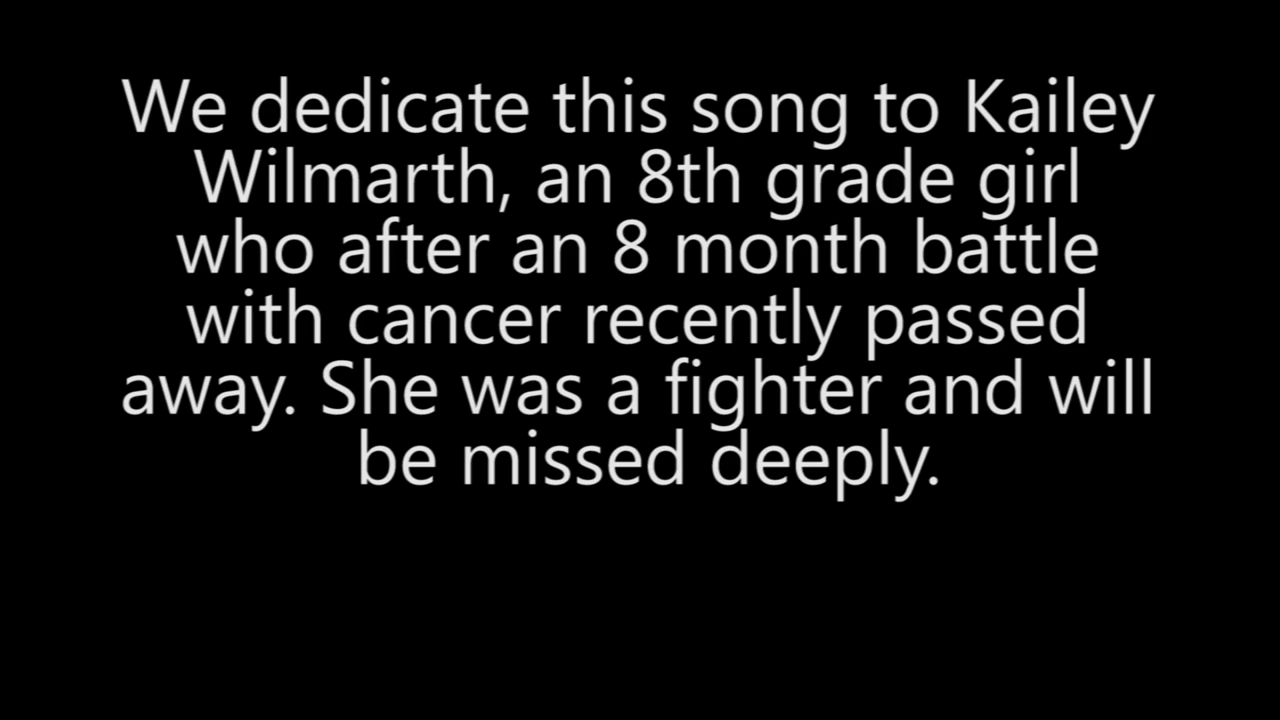 We dedicate this song to Kailey
Wilmarth, an 8th grade girl
who after an 8 month battle
with cancer recently passed
away. She was a fighter and will
be missed deeply.